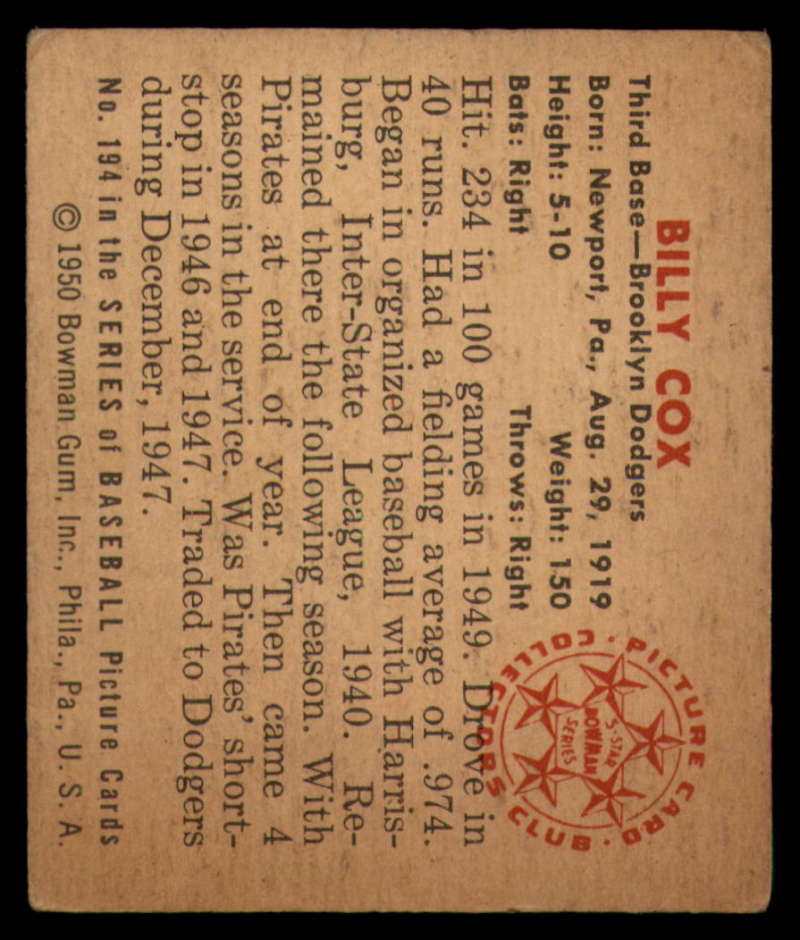 BILLY COX
Third Base—Brooklyn Dodgers
Born: Newport, Pa., Aug. 29, 1919
Height: 5-10 Weight: 150
Bats: Right Throws: Right
Hit. 234 in 100 games in 1949. Drove in
40 runs. Had a fielding average of .974.
Began in organized baseball with Harris-
burg, Inter-State League, 1940. Re-
mained there the following season. With
Pirates at end of year. Then came 4
seasons in the service. Was Pirates' short-
stop in 1946 and 1947. Traded to Dodgers
during December, 1947.
No. 194 in the SERIES of BASEBALL Picture Cards
© 1950 Bowman Gum, Inc., Phila., Pa., U. S. A.
· PICTURE CARD · COLLECTORS CLUB
5-STAR
BOWMAN
SERIES